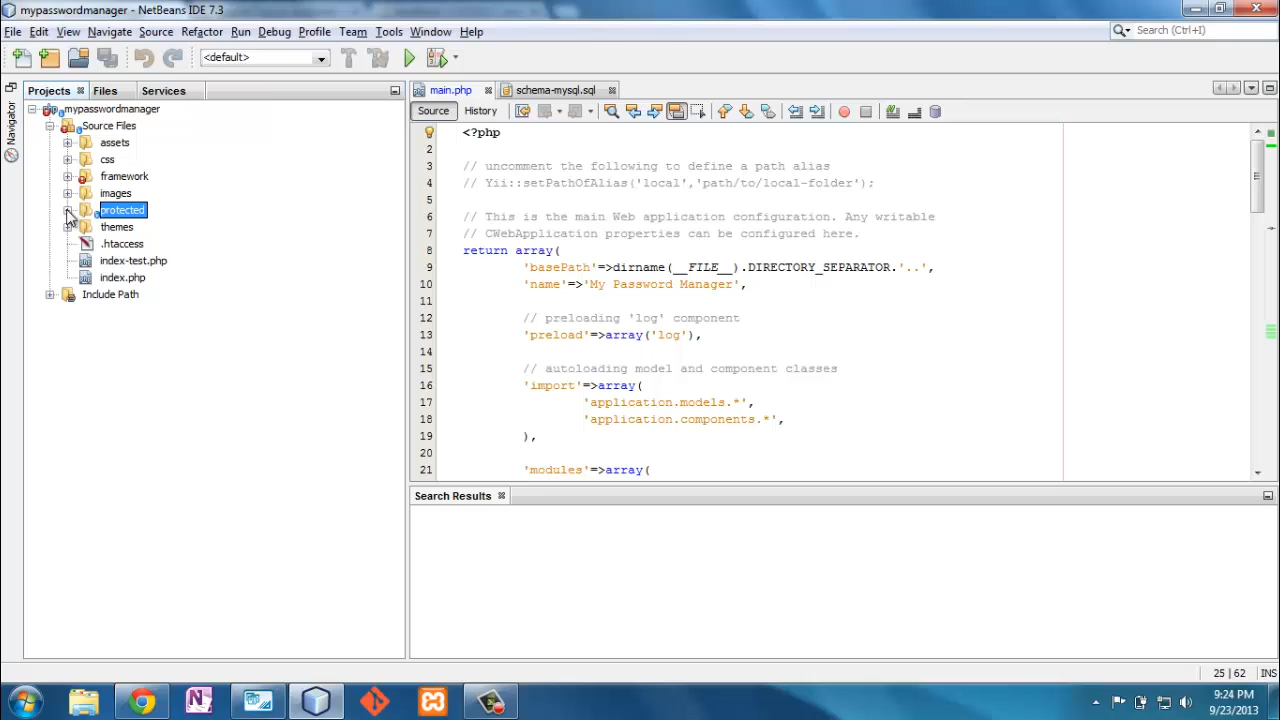 mypasswordmanager - NetBeans IDE 7.3
File Edit View Navigate Source Refactor Run Debug Profile Team Tools Window Help
Search (Ctrl+I)
<default>
Projects Files Services
main.php schema-mysql.sql
Source History
Navigator
mypasswordmanager
Source Files
assets
css
framework
images
protected
themes
.htaccess
index-test.php
index.php
Include Path
<?php
2
3 // uncomment the following to define a path alias
4 // Yii::setPathOfAlias('local','path/to/local-folder');
5
6 // This is the main Web application configuration. Any writable
7 // CWebApplication properties can be configured here.
8 return array(
9 'basePath'=>dirname(__FILE__).DIRECTORY_SEPARATOR.'..',
10 'name'=>'My Password Manager',
11
12 // preloading 'log' component
13 'preload'=>array('log'),
14
15 // autoloading model and component classes
16 'import'=>array(
17 'application.models.*',
18 'application.components.*',
19 ),
20
21 'modules'=>array(
Search Results
25 | 62 INS
9:24 PM
9/23/2013